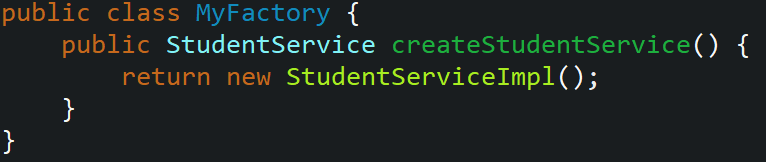 public class MyFactory {
    public StudentService createStudentService() {
        return new StudentServiceImpl();
    }
}